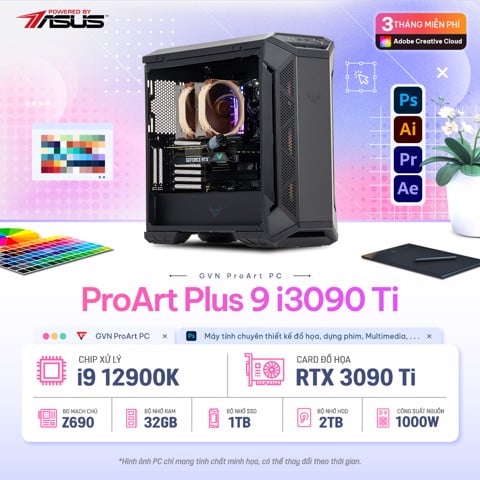 POWERED BY
ASUS
3 THÁNG MIỄN PHÍ
Adobe Creative Cloud
Ps
Ai
Pr
Ae
GEFORCE RTX
GVN ProArt PC
ProArt Plus 9 i3090 Ti
GVN ProArt PC ×
Ps Máy tính chuyên thiết kế đồ họa, dựng phim, Multimedia, . . . ×
CHIP XỬ LÝ
i9 12900K
CARD ĐỒ HỌA
RTX 3090 Ti
BO MẠCH CHỦ
Z690
BỘ NHỚ RAM
32GB
BỘ NHỚ SSD
1TB
BỘ NHỚ HDD
2TB
CÔNG SUẤT NGUỒN
1000W
*Hình ảnh PC chỉ mang tính chất minh họa, có thể thay đổi theo thời gian.